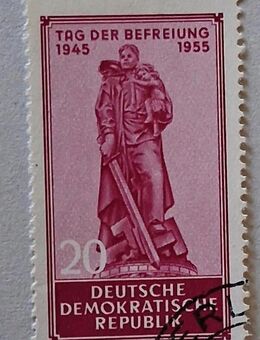 TAG DER BEFREIUNG
1945 1955
20
DEUTSCHE
DEMOKRATISCHE
REPUBLIK